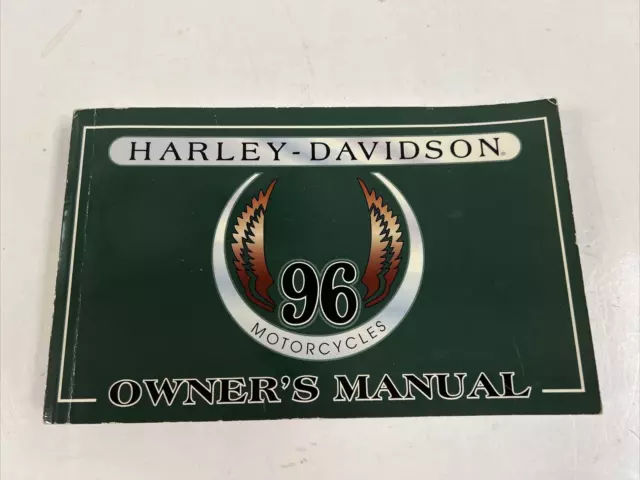 HARLEY-DAVIDSON®
96
MOTORCYCLES
OWNER'S MANUAL